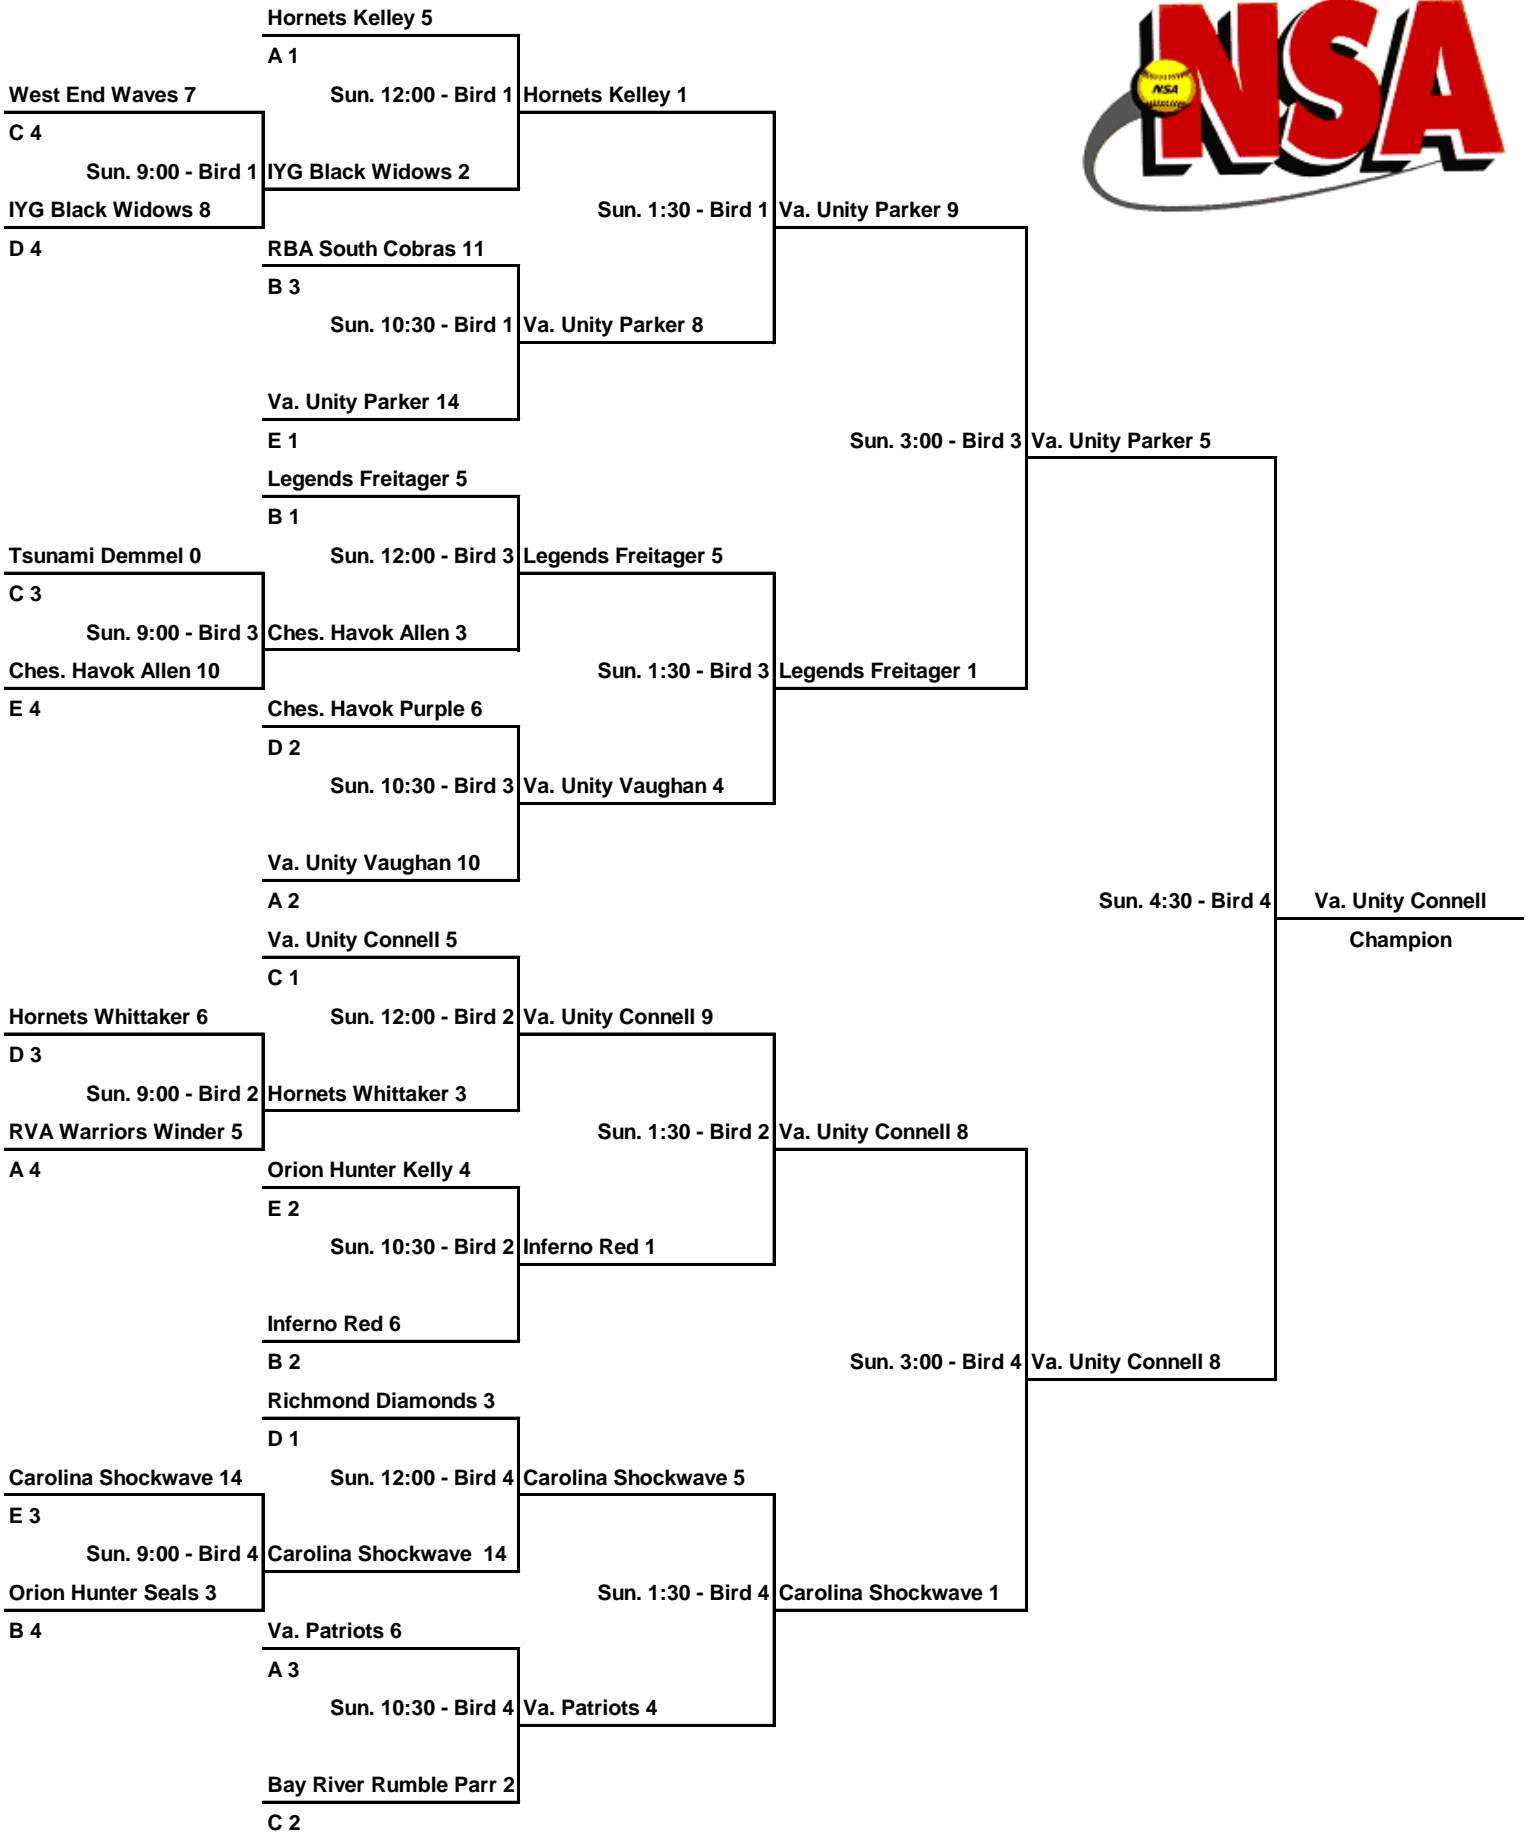 Hornets Kelley 5
A 1
West End Waves 7
Sun. 12:00 - Bird 1
Hornets Kelley 1
NSA
NSA
C 4
Sun. 9:00 - Bird 1
IYG Black Widows 2
IYG Black Widows 8
Sun. 1:30 - Bird 1
Va. Unity Parker 9
D 4
RBA South Cobras 11
B 3
Sun. 10:30 - Bird 1
Va. Unity Parker 8
Va. Unity Parker 14
E 1
Sun. 3:00 - Bird 3
Va. Unity Parker 5
Legends Freitager 5
B 1
Tsunami Demmel 0
Sun. 12:00 - Bird 3
Legends Freitager 5
C 3
Sun. 9:00 - Bird 3
Ches. Havok Allen 3
Ches. Havok Allen 10
Sun. 1:30 - Bird 3
Legends Freitager 1
E 4
Ches. Havok Purple 6
D 2
Sun. 10:30 - Bird 3
Va. Unity Vaughan 4
Va. Unity Vaughan 10
A 2
Sun. 4:30 - Bird 4
Va. Unity Connell
Va. Unity Connell 5
Champion
C 1
Hornets Whittaker 6
Sun. 12:00 - Bird 2
Va. Unity Connell 9
D 3
Sun. 9:00 - Bird 2
Hornets Whittaker 3
RVA Warriors Winder 5
Sun. 1:30 - Bird 2
Va. Unity Connell 8
A 4
Orion Hunter Kelly 4
E 2
Sun. 10:30 - Bird 2
Inferno Red 1
Inferno Red 6
B 2
Sun. 3:00 - Bird 4
Va. Unity Connell 8
Richmond Diamonds 3
D 1
Carolina Shockwave 14
Sun. 12:00 - Bird 4
Carolina Shockwave 5
E 3
Sun. 9:00 - Bird 4
Carolina Shockwave 14
Orion Hunter Seals 3
Sun. 1:30 - Bird 4
Carolina Shockwave 1
B 4
Va. Patriots 6
A 3
Sun. 10:30 - Bird 4
Va. Patriots 4
Bay River Rumble Parr 2
C 2